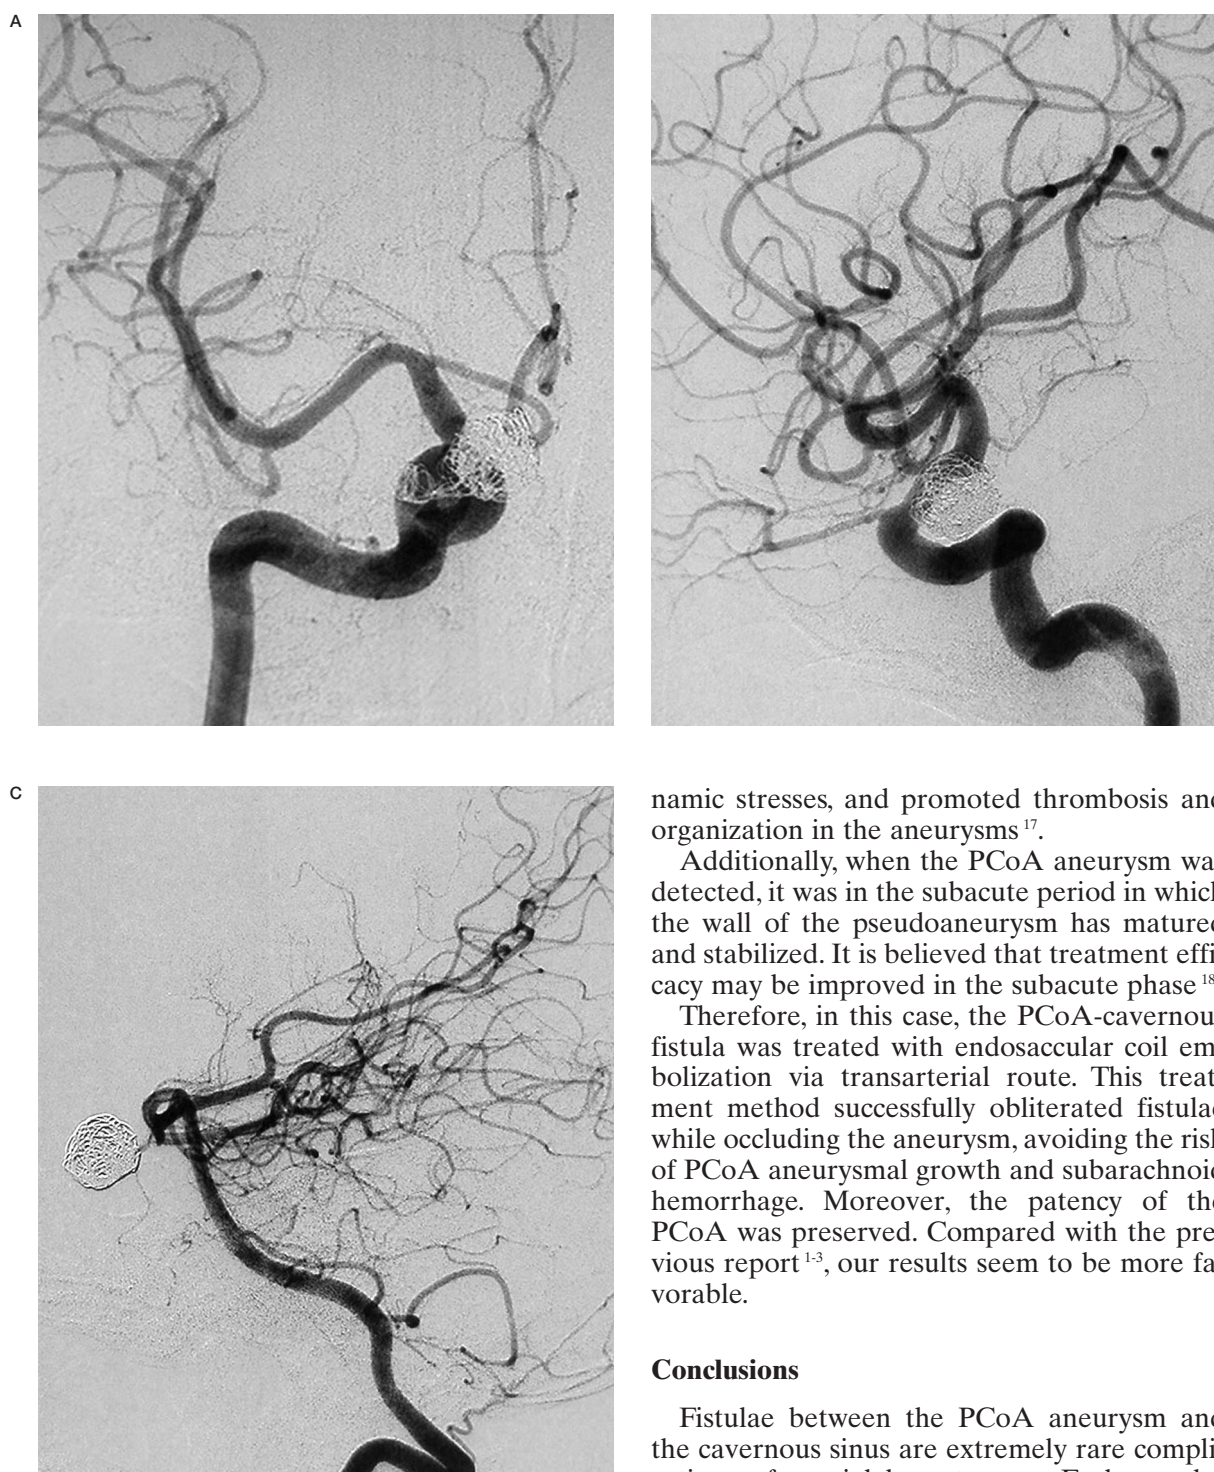 A
C
namic stresses, and promoted thrombosis and
organization in the aneurysms 17.
Additionally, when the PCoA aneurysm wa
detected, it was in the subacute period in which
the wall of the pseudoaneurysm has matured
and stabilized. It is believed that treatment effi
cacy may be improved in the subacute phase 18
Therefore, in this case, the PCoA-cavernou
fistula was treated with endosaccular coil em
bolization via transarterial route. This treat
ment method successfully obliterated fistulae
while occluding the aneurysm, avoiding the risk
of PCoA aneurysmal growth and subarachnoid
hemorrhage. Moreover, the patency of the
PCoA was preserved. Compared with the pre
vious report 1-3, our results seem to be more fa
vorable.
Conclusions
Fistulae between the PCoA aneurysm and
the cavernous sinus are extremely rare compli